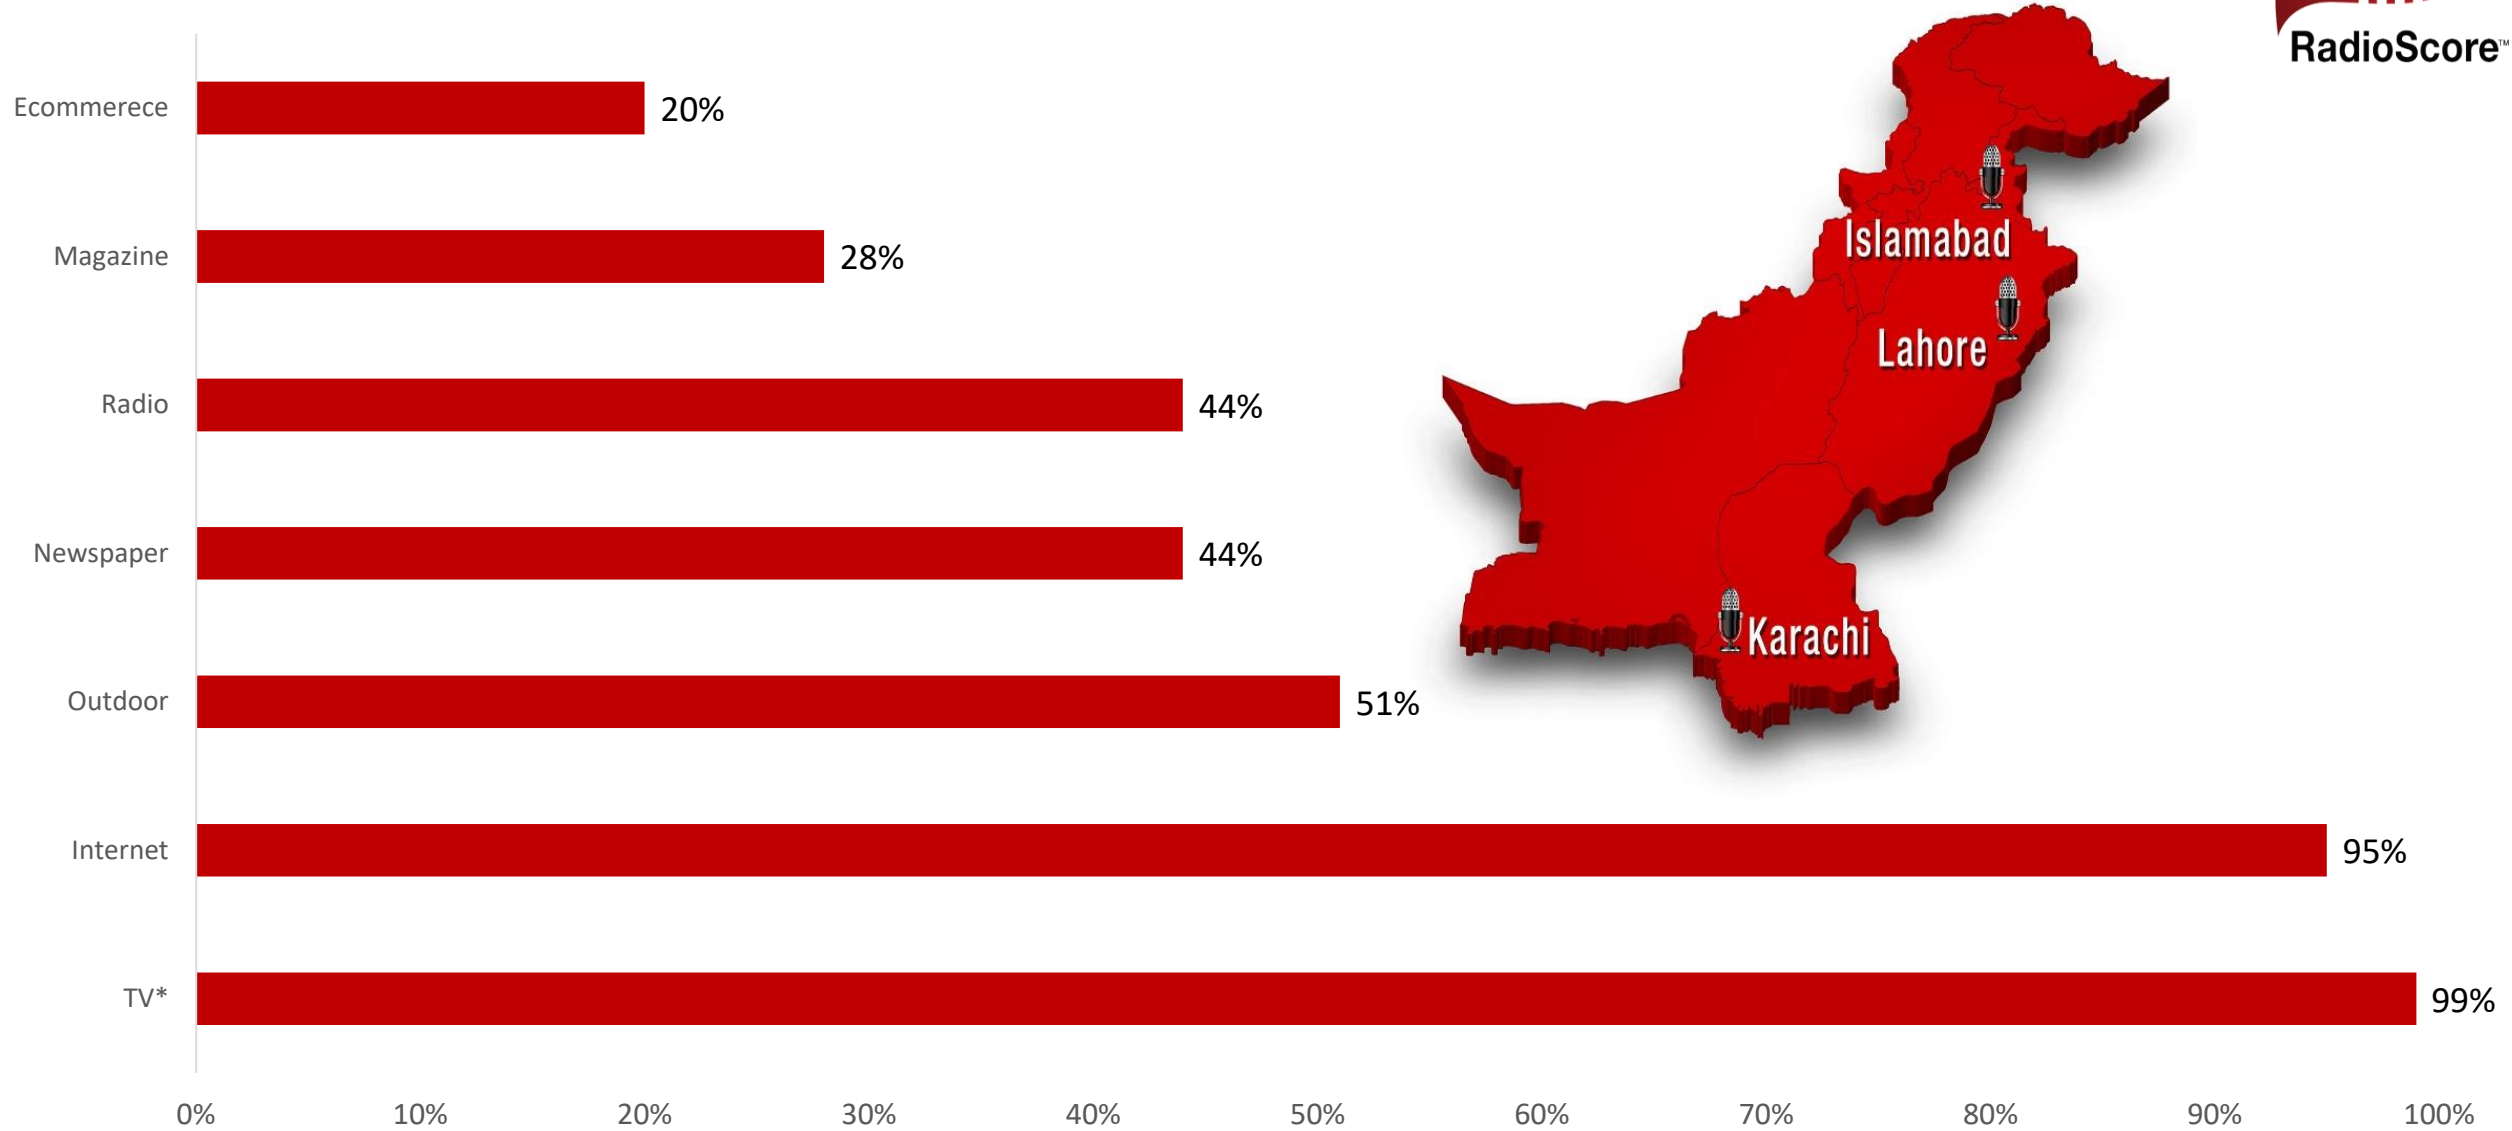 RadioScore™
Ecommerece
20%
Magazine
28%
Radio
44%
Newspaper
44%
Outdoor
51%
Internet
95%
TV*
99%
0% 10% 20% 30% 40% 50% 60% 70% 80% 90% 100%
Islamabad
Lahore
Karachi